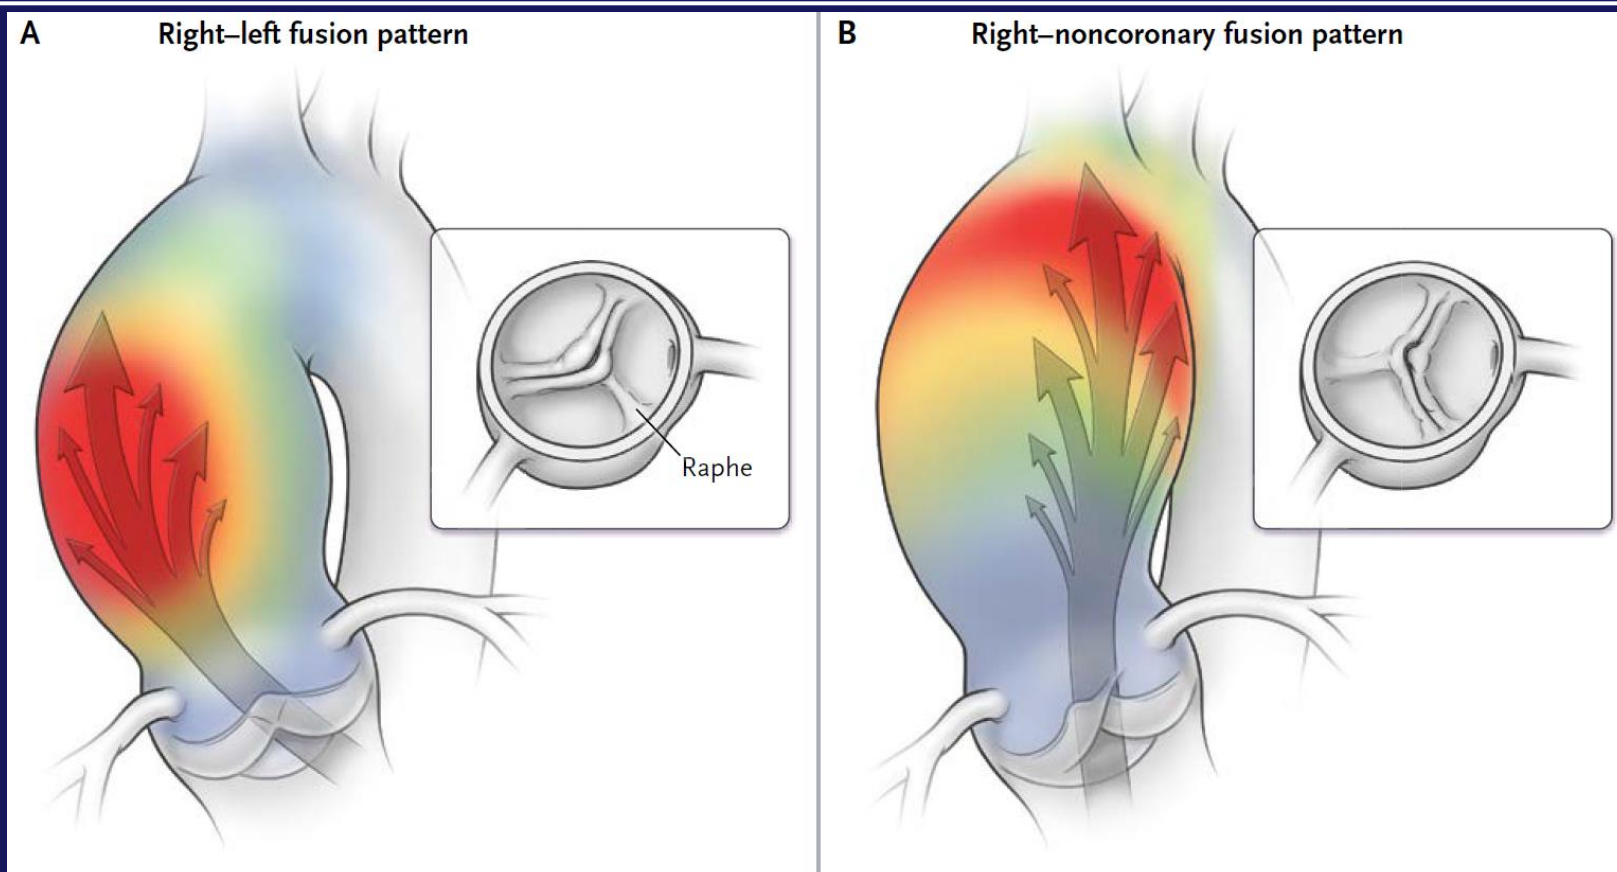 A
Right–left fusion pattern
Raphe
B
Right–noncoronary fusion pattern